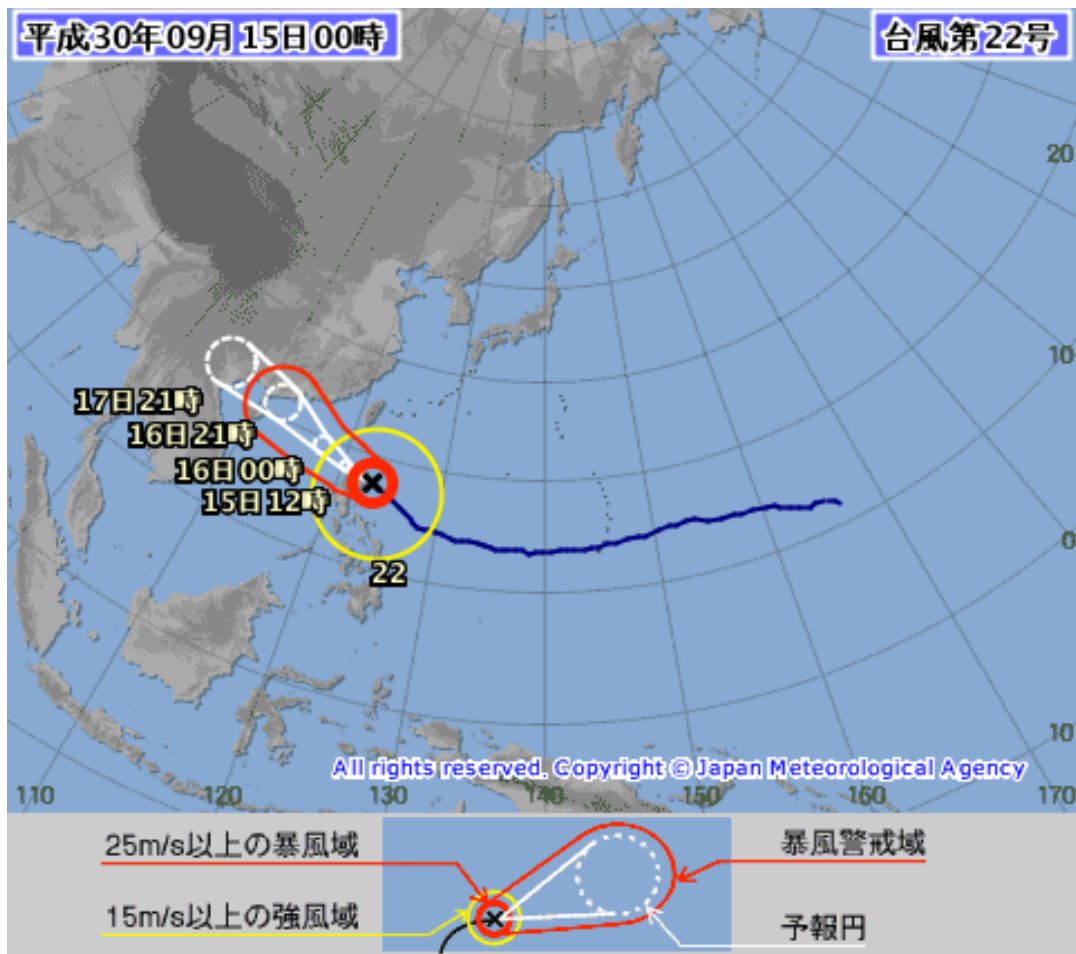 平成30年09月15日00時
台風第22号
20
10
17日21時
16日21時
16日00時
15日12時
0
22
10
All rights reserved. Copyright © Japan Meteorological Agency
110
120
130
140
150
160
170
25m/s以上の暴風域
暴風警戒域
15m/s以上の強風域
予報円